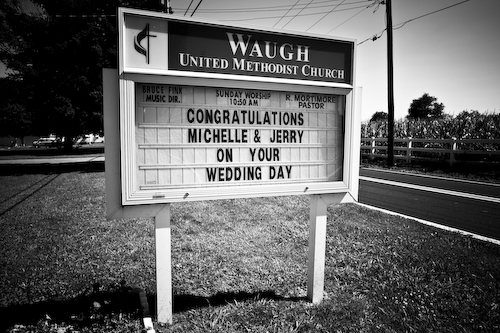 WAUGH
UNITED METHODIST CHURCH
BRUCE FINK
MUSIC DIR.
SUNDAY WORSHIP
10:50 AM
R. MORTIMORE
PASTOR
CONGRATULATIONS
MICHELLE & JERRY
ON YOUR
WEDDING DAY